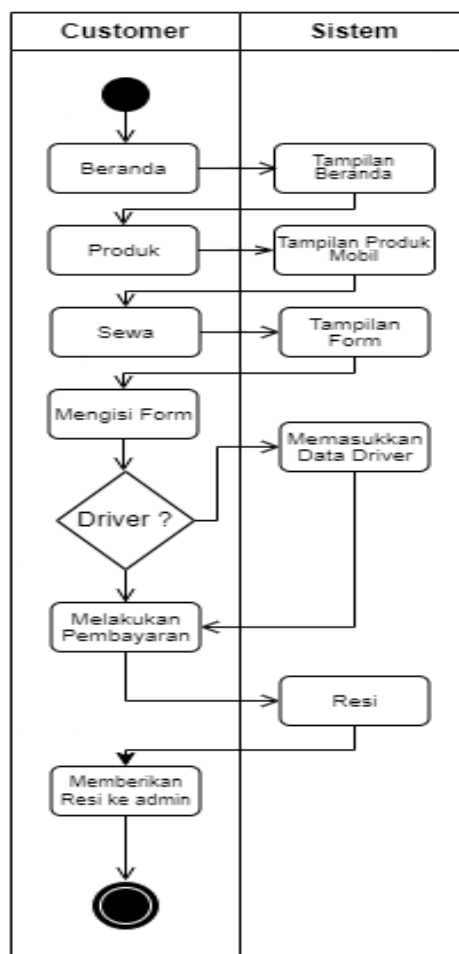 Customer
Sistem
Beranda
Tampilan
Beranda
Produk
Tampilan Produk
Mobil
Sewa
Tampilan
Form
Mengisi Form
Memasukkan
Data Driver
Driver ?
Melakukan
Pembayaran
Resi
Memberikan
Resi ke admin